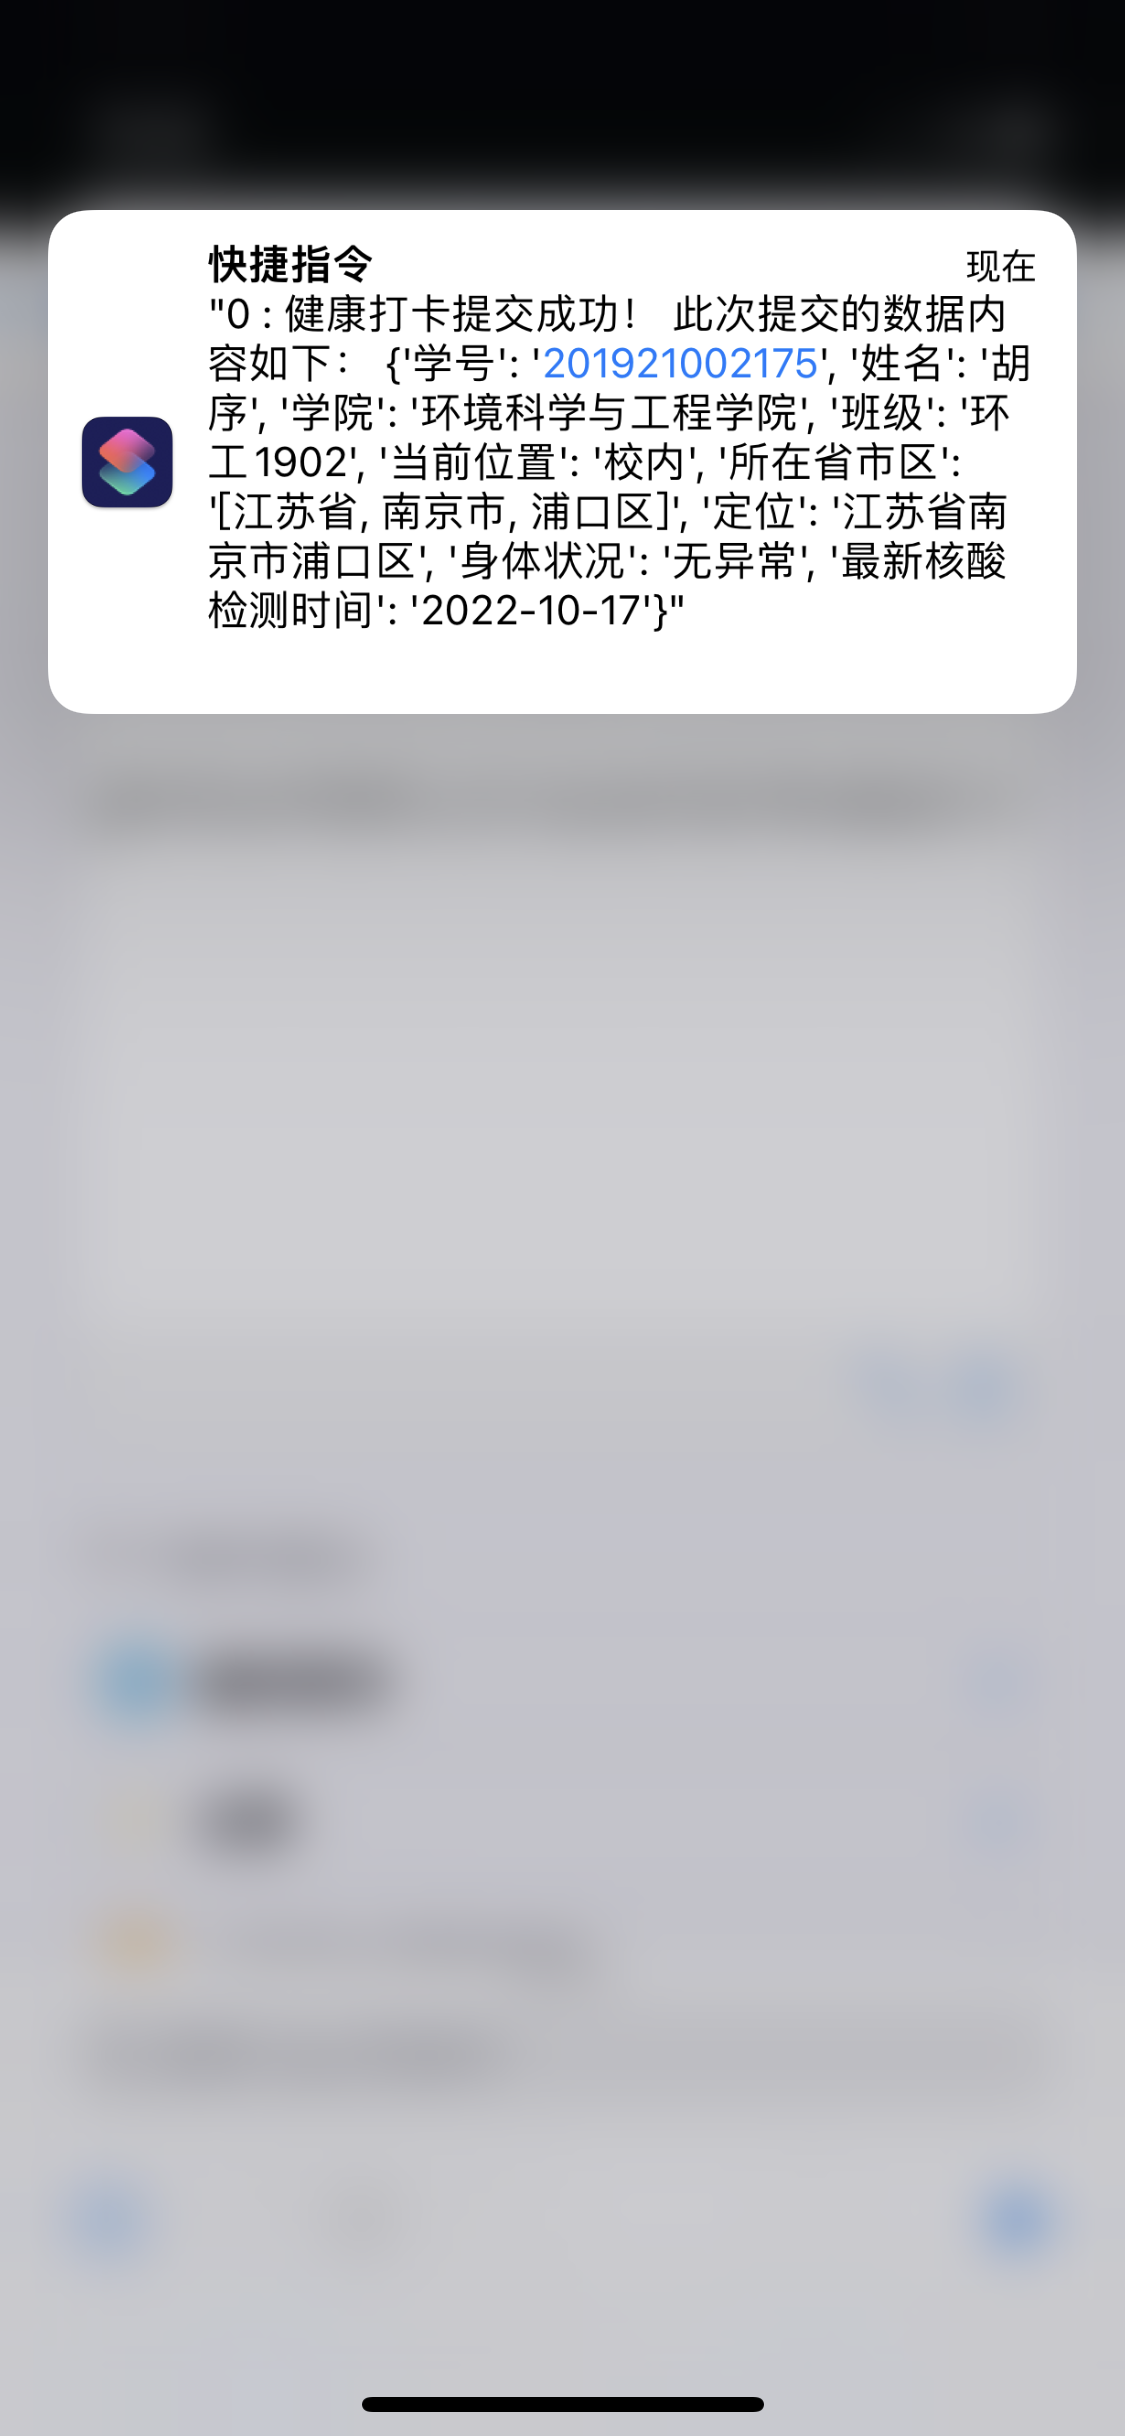 快捷指令
现在
"0 : 健康打卡提交成功！ 此次提交的数据内
容如下： {'学号': '201921002175', '姓名': '胡
序', '学院': '环境科学与工程学院', '班级': '环
工1902', '当前位置': '校内', '所在省市区':
'[江苏省, 南京市, 浦口区]', '定位': '江苏省南
京市浦口区', '身体状况': '无异常', '最新核酸
检测时间': '2022-10-17'}"